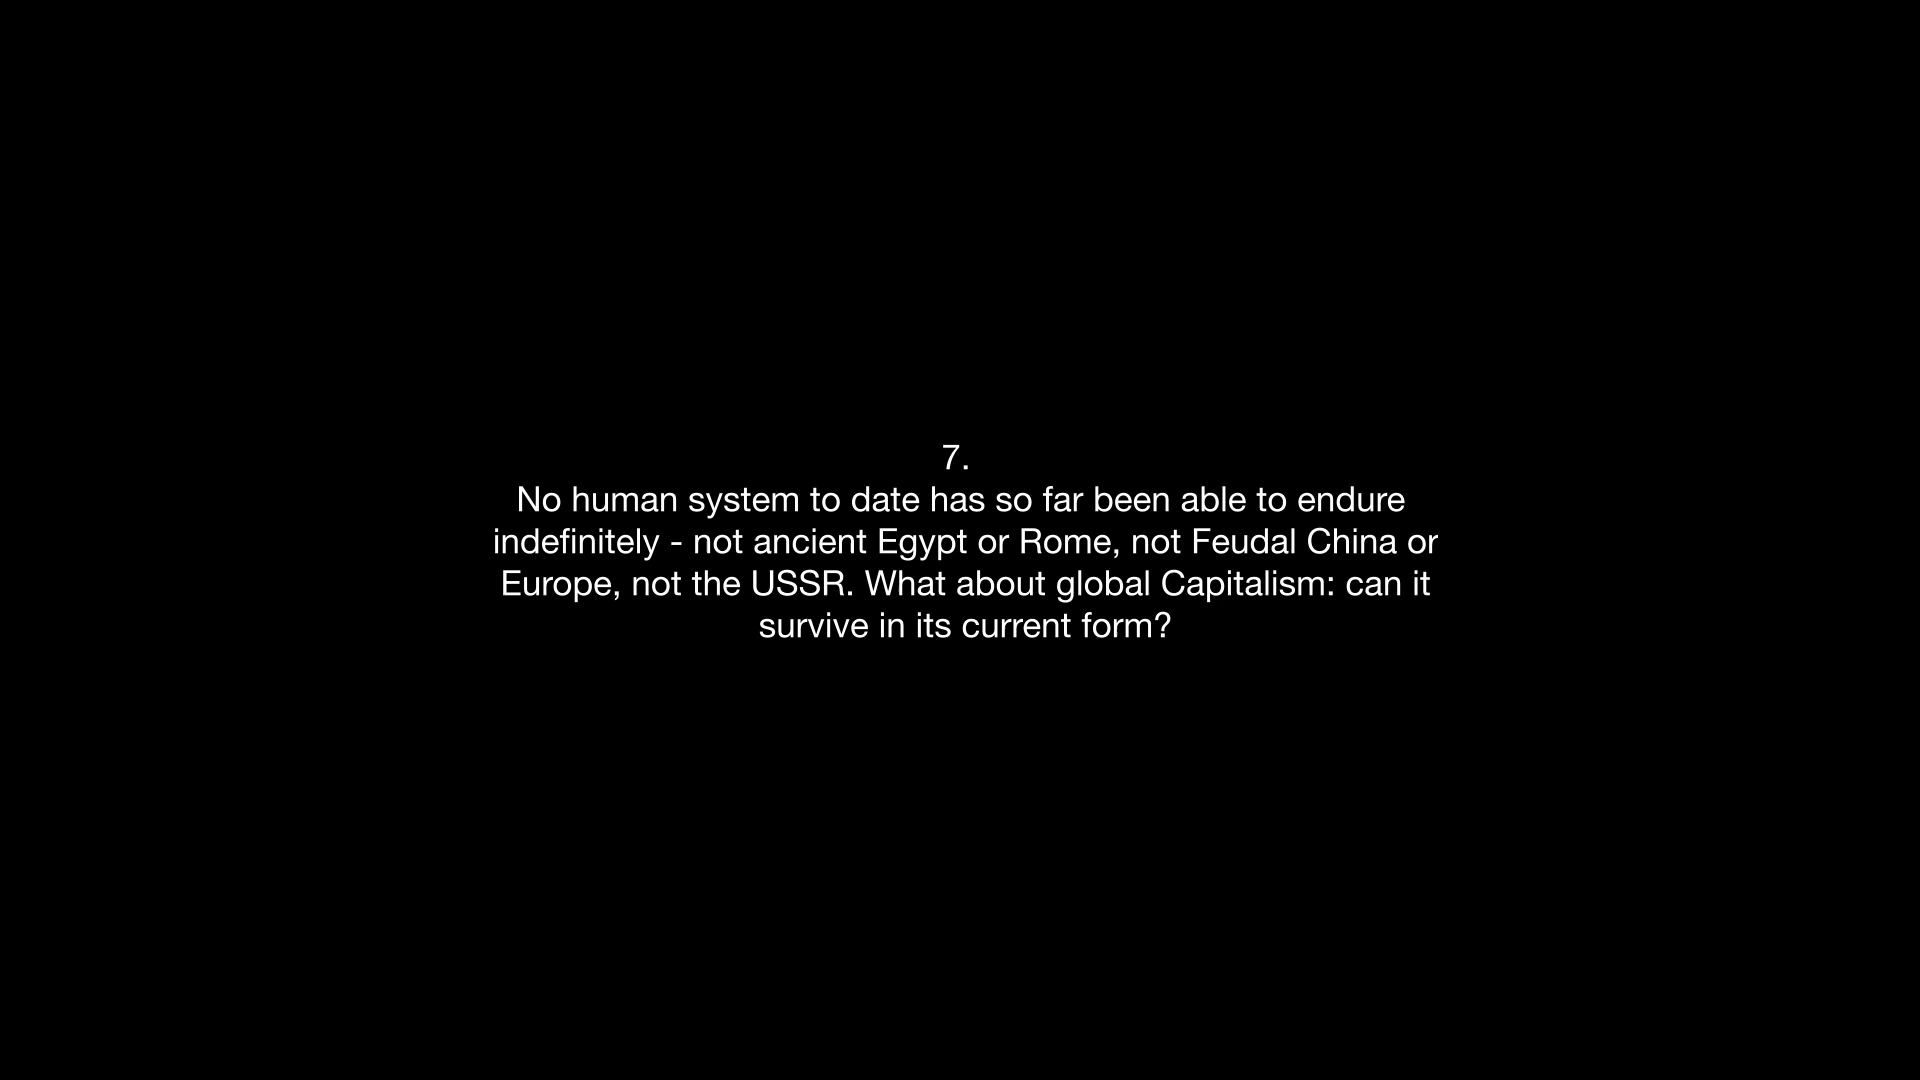 7.
No human system to date has so far been able to endure
indefinitely - not ancient Egypt or Rome, not Feudal China or
Europe, not the USSR. What about global Capitalism: can it
survive in its current form?